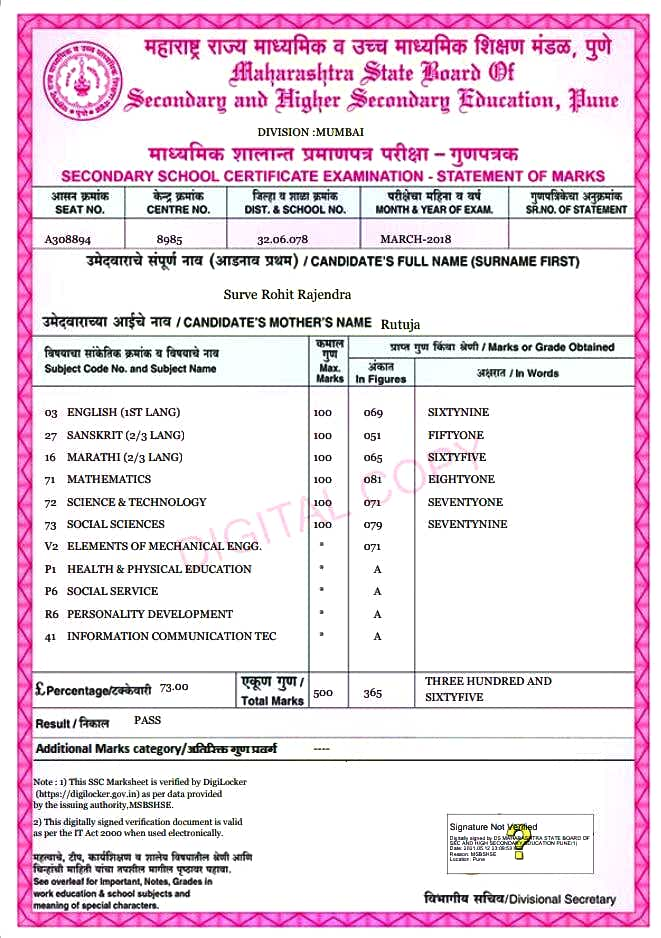 महाराष्ट्र राज्य माध्यमिक व उच्च माध्यमिक शिक्षण मंडळ, पुणे
Maharashtra State Board Of
Secondary and Higher Secondary Education, Pune
DIVISION :MUMBAI
माध्यमिक शालान्त प्रमाणपत्र परीक्षा – गुणपत्रक
SECONDARY SCHOOL CERTIFICATE EXAMINATION - STATEMENT OF MARKS
आसन क्रमांक केन्द्र क्रमांक जिल्हा व शाळा क्रमांक परीक्षेचा महिना व वर्ष गुणपत्रिकेचा अनुक्रमांक
SEAT NO. CENTRE NO. DIST. & SCHOOL NO. MONTH & YEAR OF EXAM. SR.NO. OF STATEMENT
A308894 8985 32.06.078 MARCH-2018
उमेदवाराचे संपूर्ण नाव (आडनाव प्रथम) / CANDIDATE'S FULL NAME (SURNAME FIRST)
Surve Rohit Rajendra
उमेदवाराच्या आईचे नाव / CANDIDATE'S MOTHER'S NAME Rutuja
विषयाचा सांकेतिक क्रमांक व विषयाचे नाव
Subject Code No. and Subject Name
कमाल
गुण
Max.
Marks
प्राप्त गुण किंवा श्रेणी / Marks or Grade Obtained
अंकात
In Figures
अक्षरात / In Words
03 ENGLISH (1ST LANG) 100 069 SIXTYNINE
27 SANSKRIT (2/3 LANG) 100 051 FIFTYONE
16 MARATHI (2/3 LANG) 100 065 SIXTYFIVE
71 MATHEMATICS 100 081 EIGHTYONE
72 SCIENCE & TECHNOLOGY 100 071 SEVENTYONE
73 SOCIAL SCIENCES 100 079 SEVENTYNINE
V2 ELEMENTS OF MECHANICAL ENGG. * 071
P1 HEALTH & PHYSICAL EDUCATION * A
P6 SOCIAL SERVICE * A
R6 PERSONALITY DEVELOPMENT * A
41 INFORMATION COMMUNICATION TEC * A
DIGITAL COPY
£ Percentage/टक्केवारी 73.00
एकूण गुण /
Total Marks
500 365
THREE HUNDRED AND
SIXTYFIVE
Result / निकाल PASS
Additional Marks category/अतिरिक्त गुण प्रवर्ग ----
Note : 1) This SSC Marksheet is verified by DigiLocker
(https://digilocker.gov.in) as per data provided
by the issuing authority,MSBSHSE.
2) This digitally signed verification document is valid
as per the IT Act 2000 when used electronically.
महत्वाचे, टीप, कार्यशिक्षण व शालेय विषयातील श्रेणी आणि
चिन्हांची माहिती यांचा तपशील मागील पृष्ठावर पहावा.
See overleaf for Important, Notes, Grades in
work education & school subjects and
meaning of special characters.
Signature Not Verified
Digitally signed by DS MAHARASHTRA STATE BOARD OF
SEC AND HIGH SECONDARY EDUCATION PUNE(1)
Reason: MSBSHSE
Location: Pune
विभागीय सचिव/Divisional Secretary